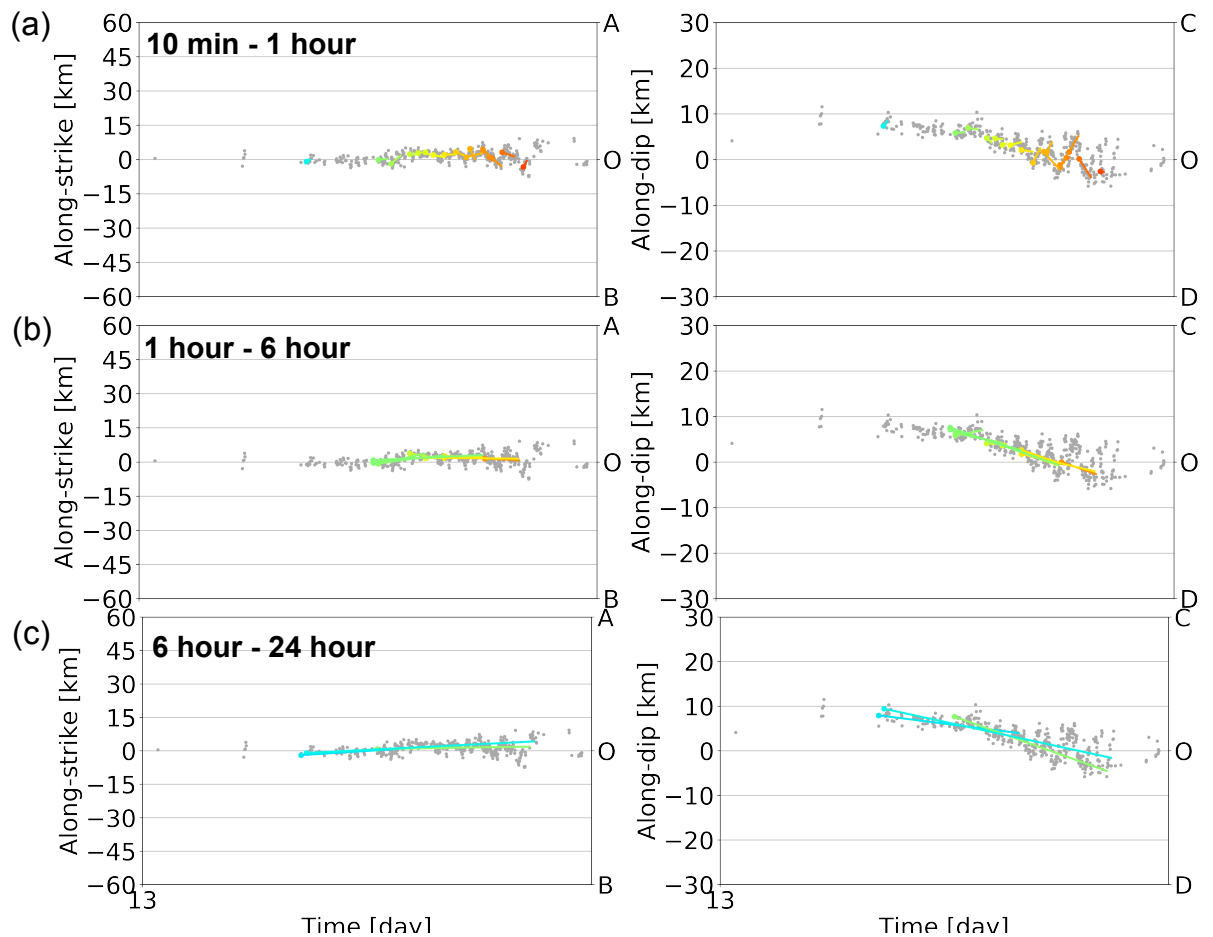 (a)
10 min - 1 hour
Along-strike [km]
60
45
30
15
0
−15
−30
−45
−60
A
O
B
Along-dip [km]
30
20
10
0
−10
−20
−30
C
O
D
(b)
1 hour - 6 hour
Along-strike [km]
60
45
30
15
0
−15
−30
−45
−60
A
O
B
Along-dip [km]
30
20
10
0
−10
−20
−30
C
O
D
(c)
6 hour - 24 hour
Along-strike [km]
60
45
30
15
0
−15
−30
−45
−60
A
O
B
13
Time [day]
Along-dip [km]
30
20
10
0
−10
−20
−30
C
O
D
13
Time [day]